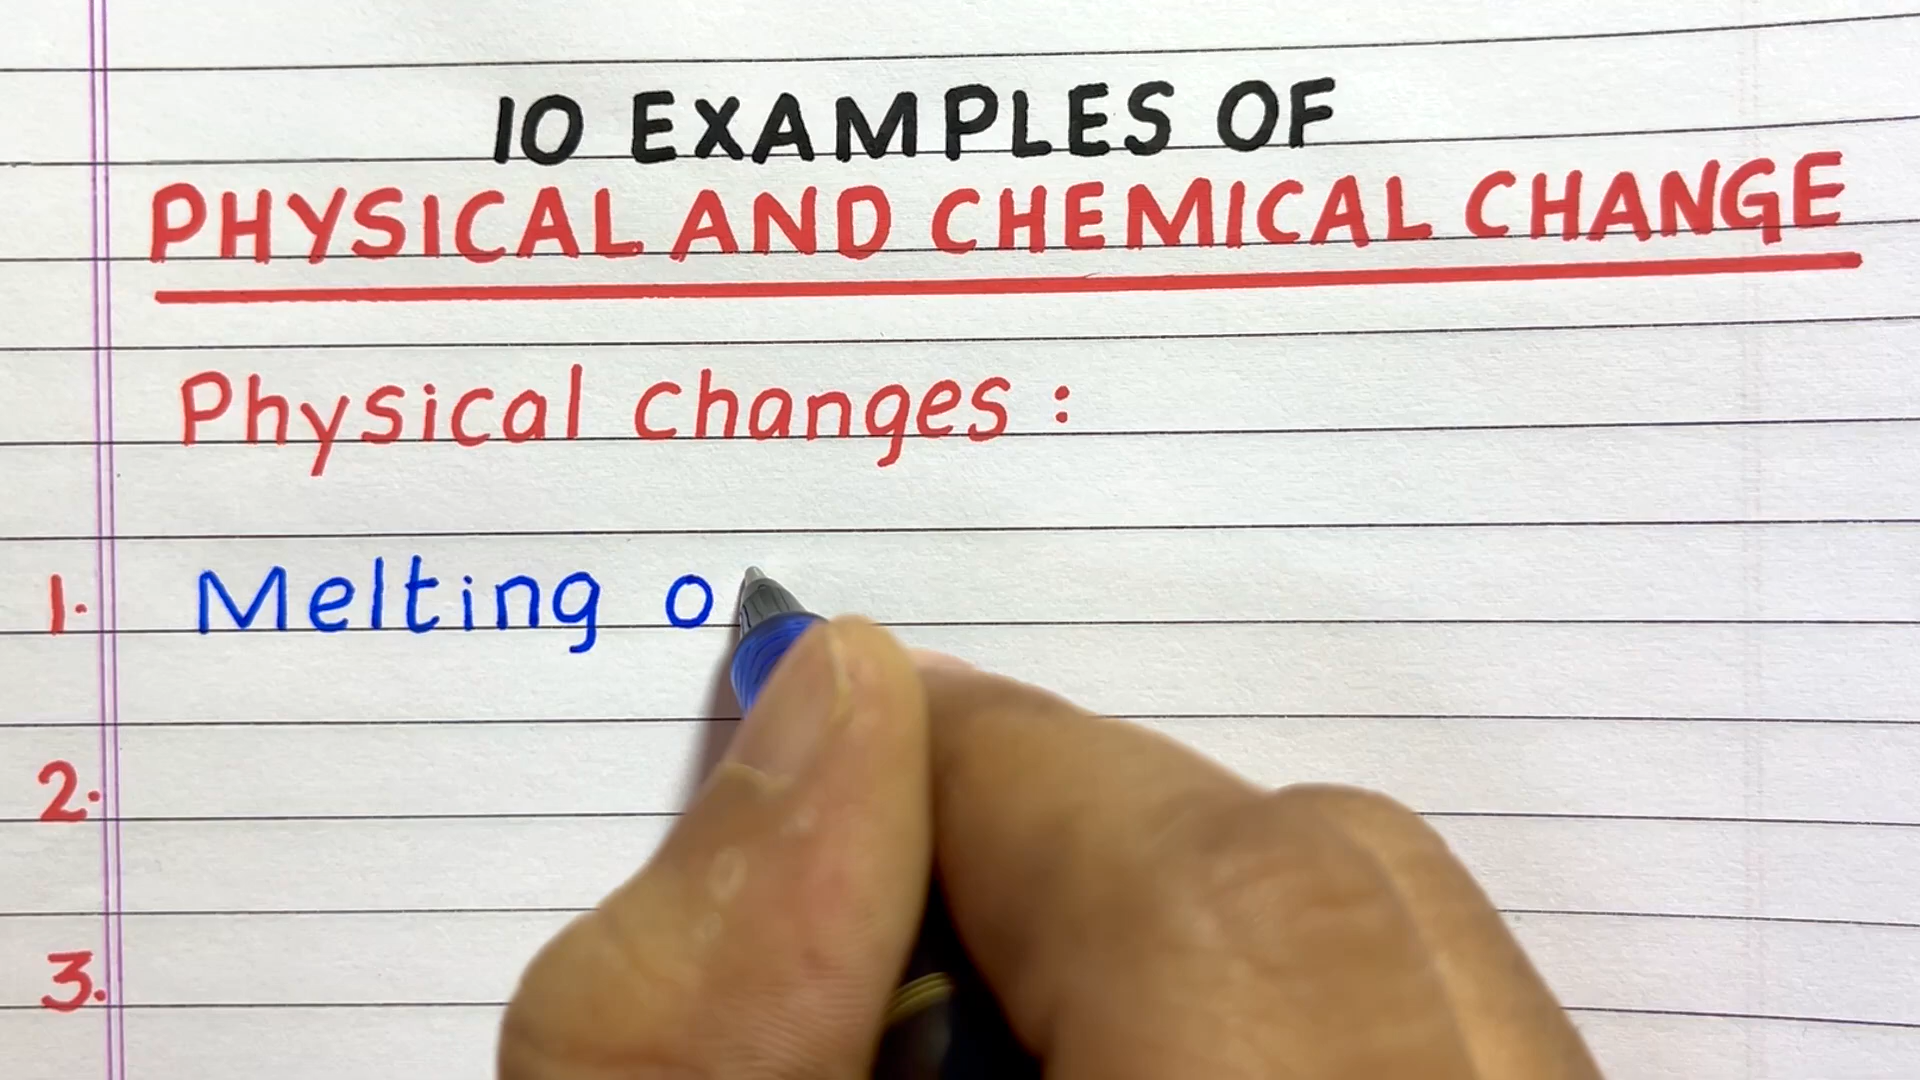 10 EXAMPLES OF
PHYSICAL AND CHEMICAL CHANGE
Physical changes :
1. Melting o
2.
3.